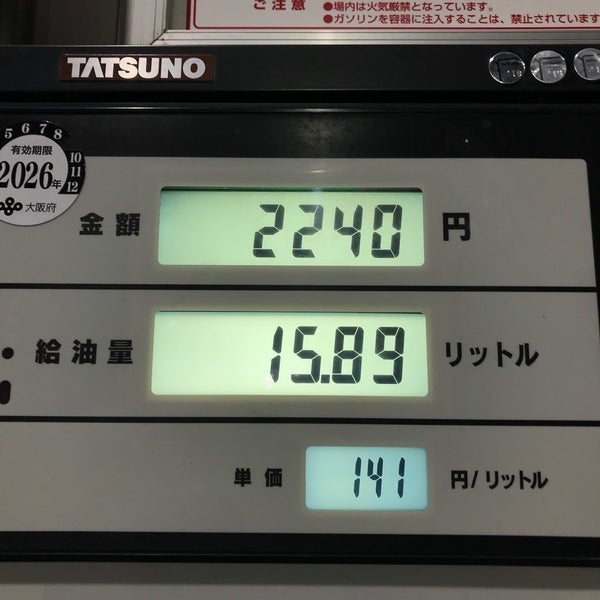 ご注意
●場内は火気厳禁となっています。
●ガソリンを容器に注入することは、禁止されています
TATSUNO
5 6 7 8
10
11
12
有効期限
2026年
大阪府
金額 2240 円
給油量 15.89 リットル
単価 141 円/リットル